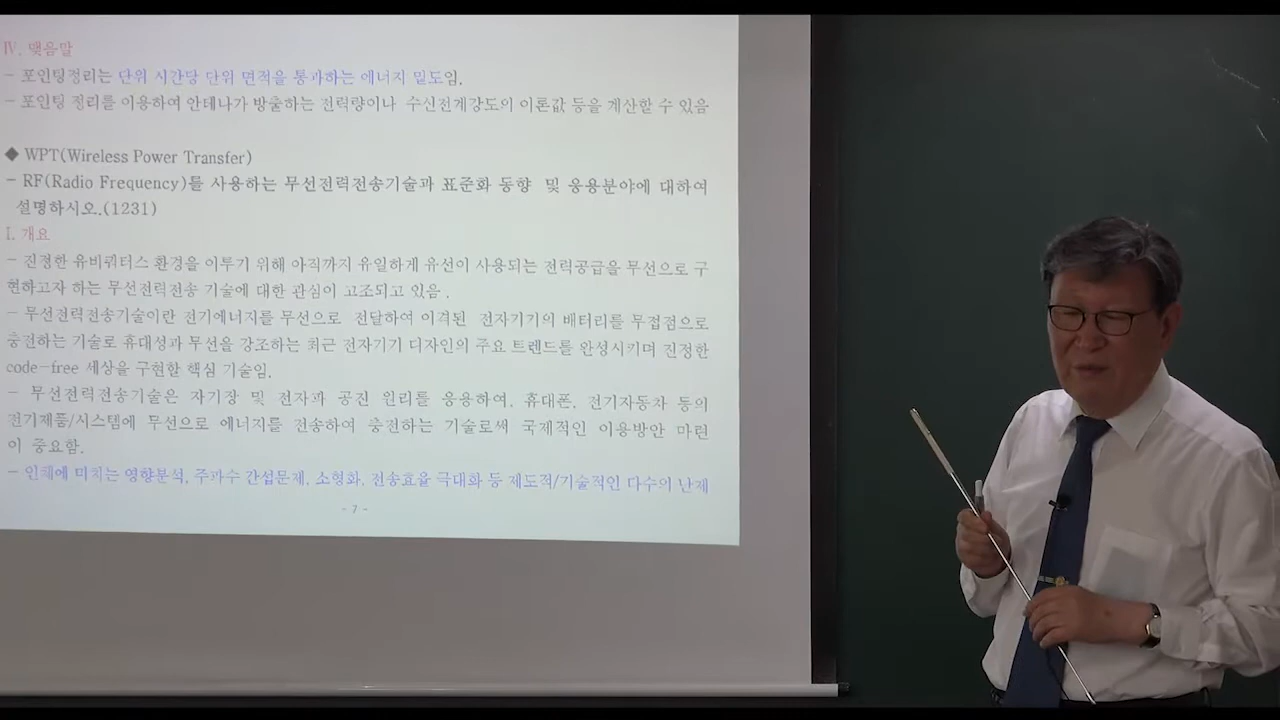 Ⅳ. 맺음말
- 포인팅정리는 단위 시간당 단위 면적을 통과하는 에너지 밀도임.
- 포인팅 정리를 이용하여 안테나가 방출하는 전력량이나 수신전계강도의 이론값 등을 계산할 수 있음
◆ WPT(Wireless Power Transfer)
- RF(Radio Frequency)를 사용하는 무선전력전송기술과 표준화 동향 및 응용분야에 대하여
설명하시오.(1231)
Ⅰ. 개요
- 진정한 유비쿼터스 환경을 이루기 위해 아직까지 유일하게 유선이 사용되는 전력공급을 무선으로 구
현하고자 하는 무선전력전송 기술에 대한 관심이 고조되고 있음 .
- 무선전력전송기술이란 전기에너지를 무선으로 전달하여 이격된 전자기기의 배터리를 무접점으로
충전하는 기술로 휴대성과 무선을 강조하는 최근 전자기기 디자인의 주요 트렌드를 완성시키며 진정한
code-free 세상을 구현할 핵심 기술임.
- 무선전력전송기술은 자기장 및 전자파 공진 원리를 응용하여, 휴대폰, 전기자동차 등의
전기제품/시스템에 무선으로 에너지를 전송하여 충전하는 기술로써 국제적인 이용방안 마련
이 중요함.
- 인체에 미치는 영향분석, 주파수 간섭문제, 소형화, 전송효율 극대화 등 제도적/기술적인 다수의 난제
- 7 -